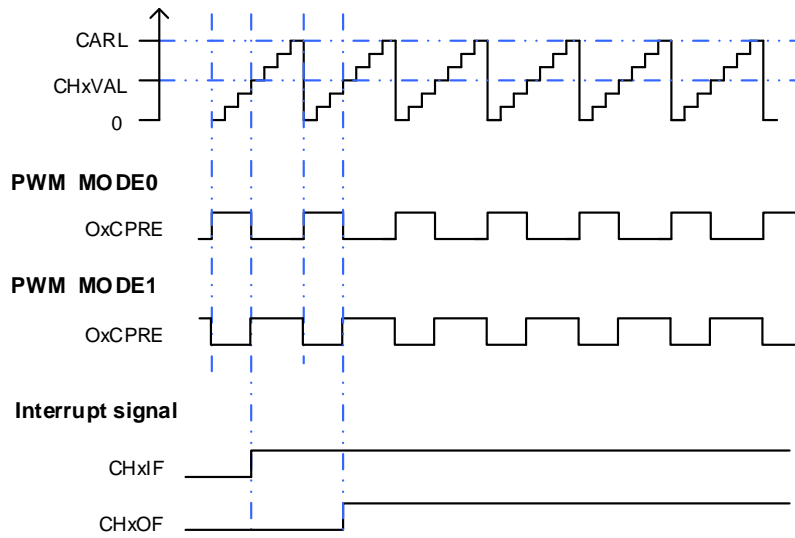 CARL
CHxVAL
0
PWM MODE0
OxCPRE
PWM MODE1
OxCPRE
Interrupt signal
CHxIF
CHxOF